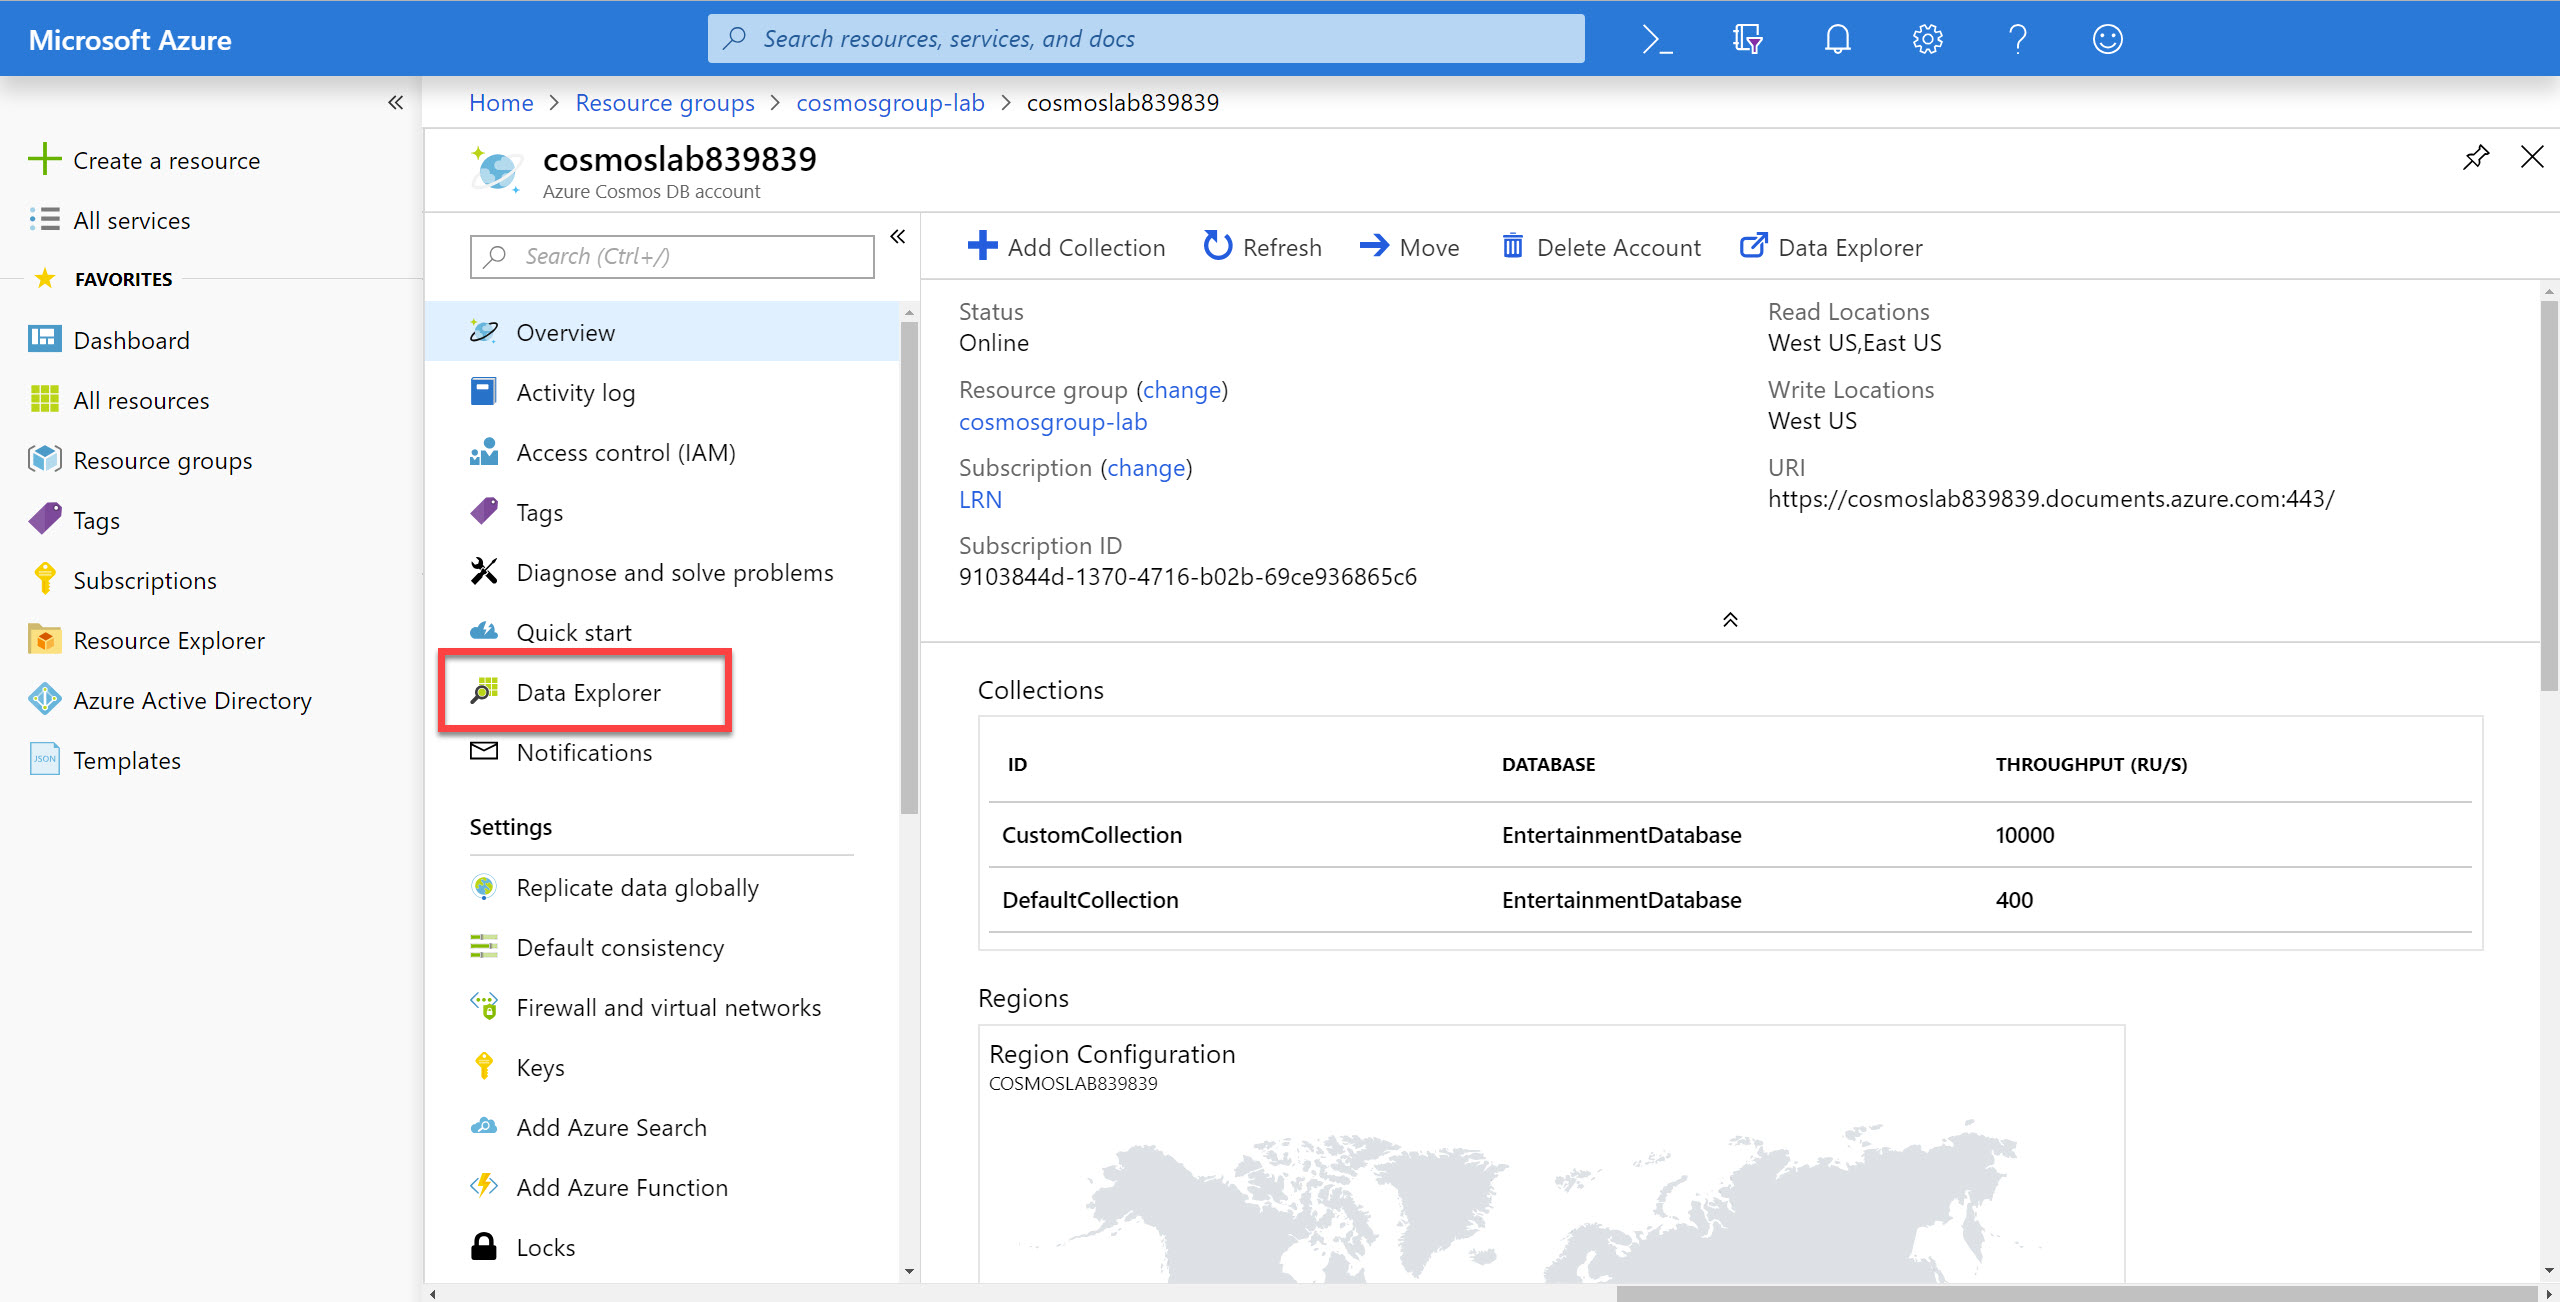 Microsoft Azure
Search resources, services, and docs
Create a resource
All services
FAVORITES
Dashboard
All resources
Resource groups
Tags
Subscriptions
Resource Explorer
Azure Active Directory
JSON
Templates
Home > Resource groups > cosmosgroup-lab > cosmoslab839839
cosmoslab839839
Azure Cosmos DB account
Search (Ctrl+/)
Overview
Activity log
Access control (IAM)
Tags
Diagnose and solve problems
Quick start
Data Explorer
Notifications
Settings
Replicate data globally
Default consistency
Firewall and virtual networks
Keys
Add Azure Search
Add Azure Function
Locks
Add Collection Refresh Move Delete Account Data Explorer
Status
Online
Resource group (change)
cosmosgroup-lab
Subscription (change)
LRN
Subscription ID
9103844d-1370-4716-b02b-69ce936865c6
Read Locations
West US,East US
Write Locations
West US
URI
https://cosmoslab839839.documents.azure.com:443/
Collections
ID DATABASE THROUGHPUT (RU/S)
CustomCollection EntertainmentDatabase 10000
DefaultCollection EntertainmentDatabase 400
Regions
Region Configuration
COSMOSLAB839839